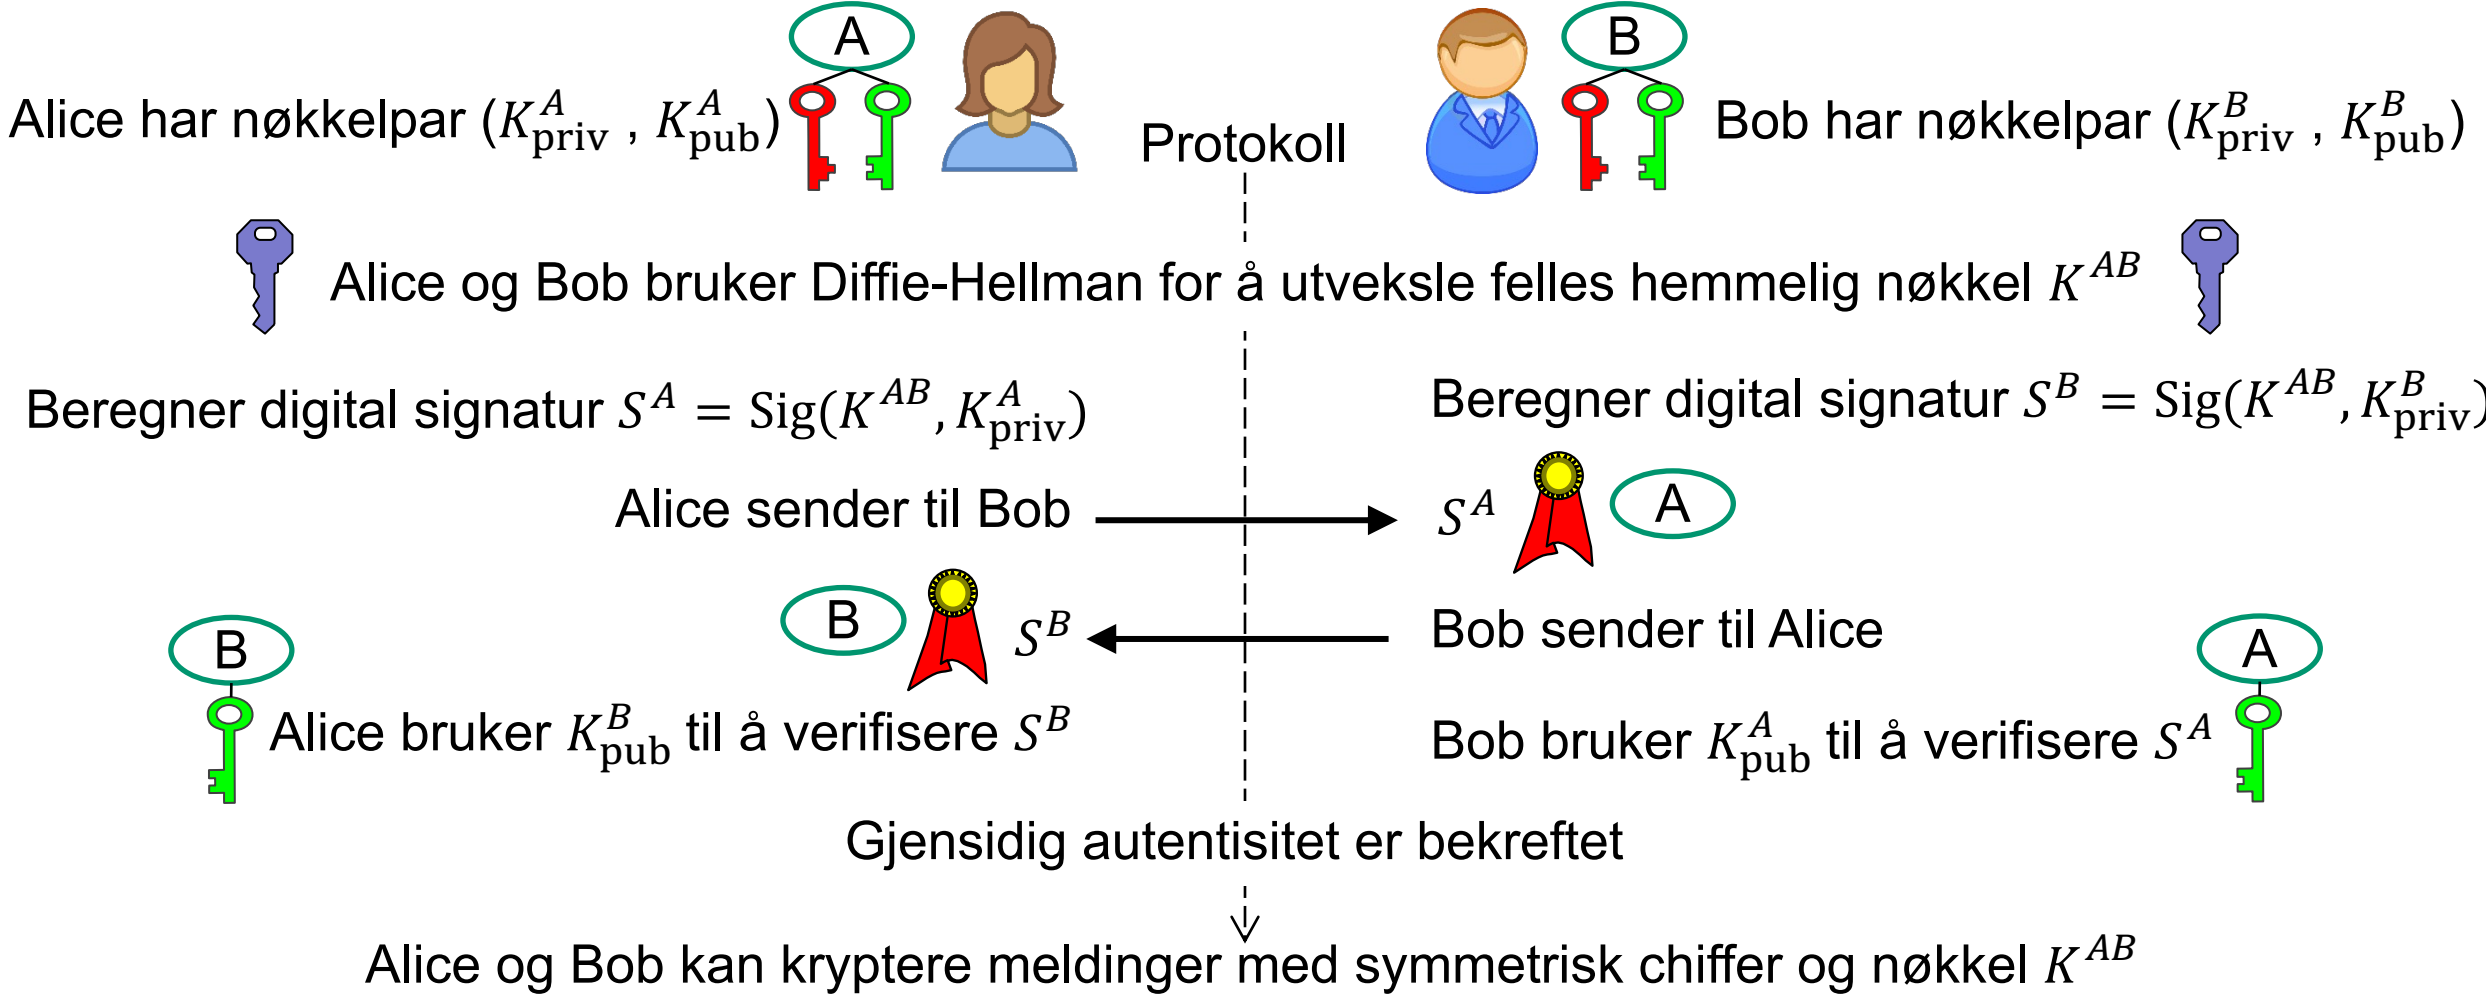 A
B
Alice har nøkkelpar (K^A_priv , K^A_pub)
Protokoll
Bob har nøkkelpar (K^B_priv , K^B_pub)
Alice og Bob bruker Diffie-Hellman for å utveksle felles hemmelig nøkkel K^AB
Beregner digital signatur S^A = Sig(K^AB, K^A_priv)
Beregner digital signatur S^B = Sig(K^AB, K^B_priv)
Alice sender til Bob
S^A
A
B
S^B
Bob sender til Alice
B
A
Alice bruker K^B_pub til å verifisere S^B
Bob bruker K^A_pub til å verifisere S^A
Gjensidig autentisitet er bekreftet
Alice og Bob kan kryptere meldinger med symmetrisk chiffer og nøkkel K^AB